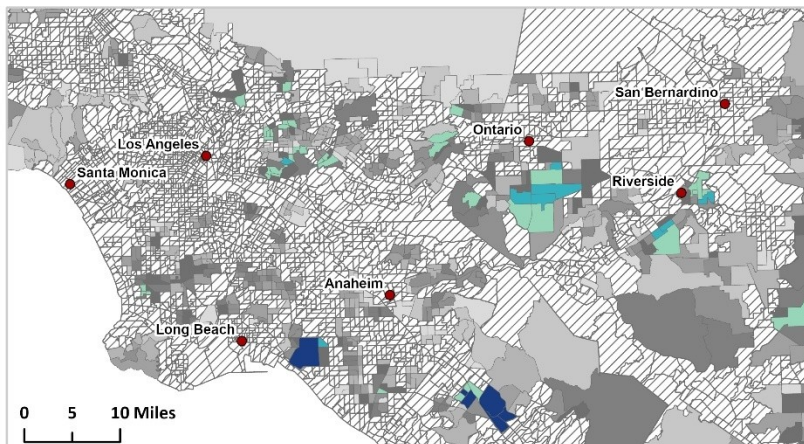 San Bernardino
Ontario
Los Angeles
Santa Monica
Riverside
Anaheim
Long Beach
0 5 10 Miles